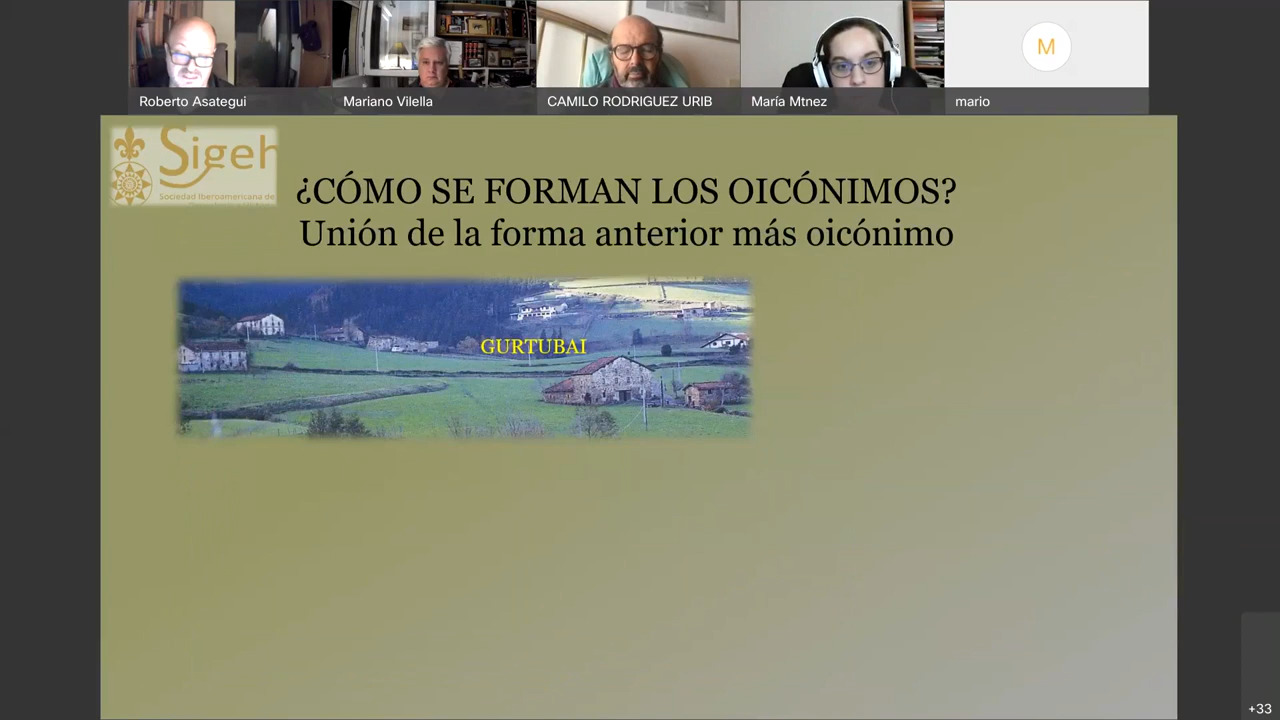 Roberto Asategui
Mariano Vilella
CAMILO RODRIGUEZ URIB
María Mtnez
M
mario
Sigeh
Sociedad Iberoamericana de
¿CÓMO SE FORMAN LOS OICÓNIMOS?
Unión de la forma anterior más oicónimo
GURTUBAI
+33